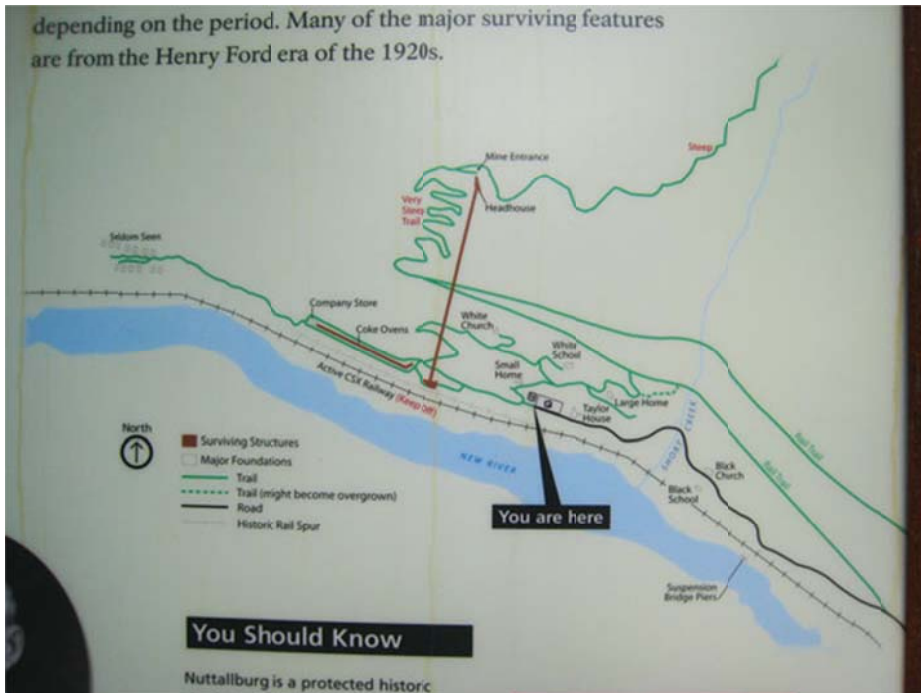 depending on the period. Many of the major surviving features
are from the Henry Ford era of the 1920s.
Mine Entrance
Steep
Very
Steep
Trail
Headhouse
Seldom Seen
Company Store
Coke Ovens
White
Church
White
School
Small
Home
Active CSX Railway (Keep off)
Large Home
Taylor
House
North
Surviving Structures
Major Foundations
Trail
Trail (might become overgrown)
Road
Historic Rail Spur
NEW RIVER
SHORT CREEK
Rail Trail
Rail Trail
Black
Church
Black
School
You are here
Suspension
Bridge Piers
You Should Know
Nuttallburg is a protected historic